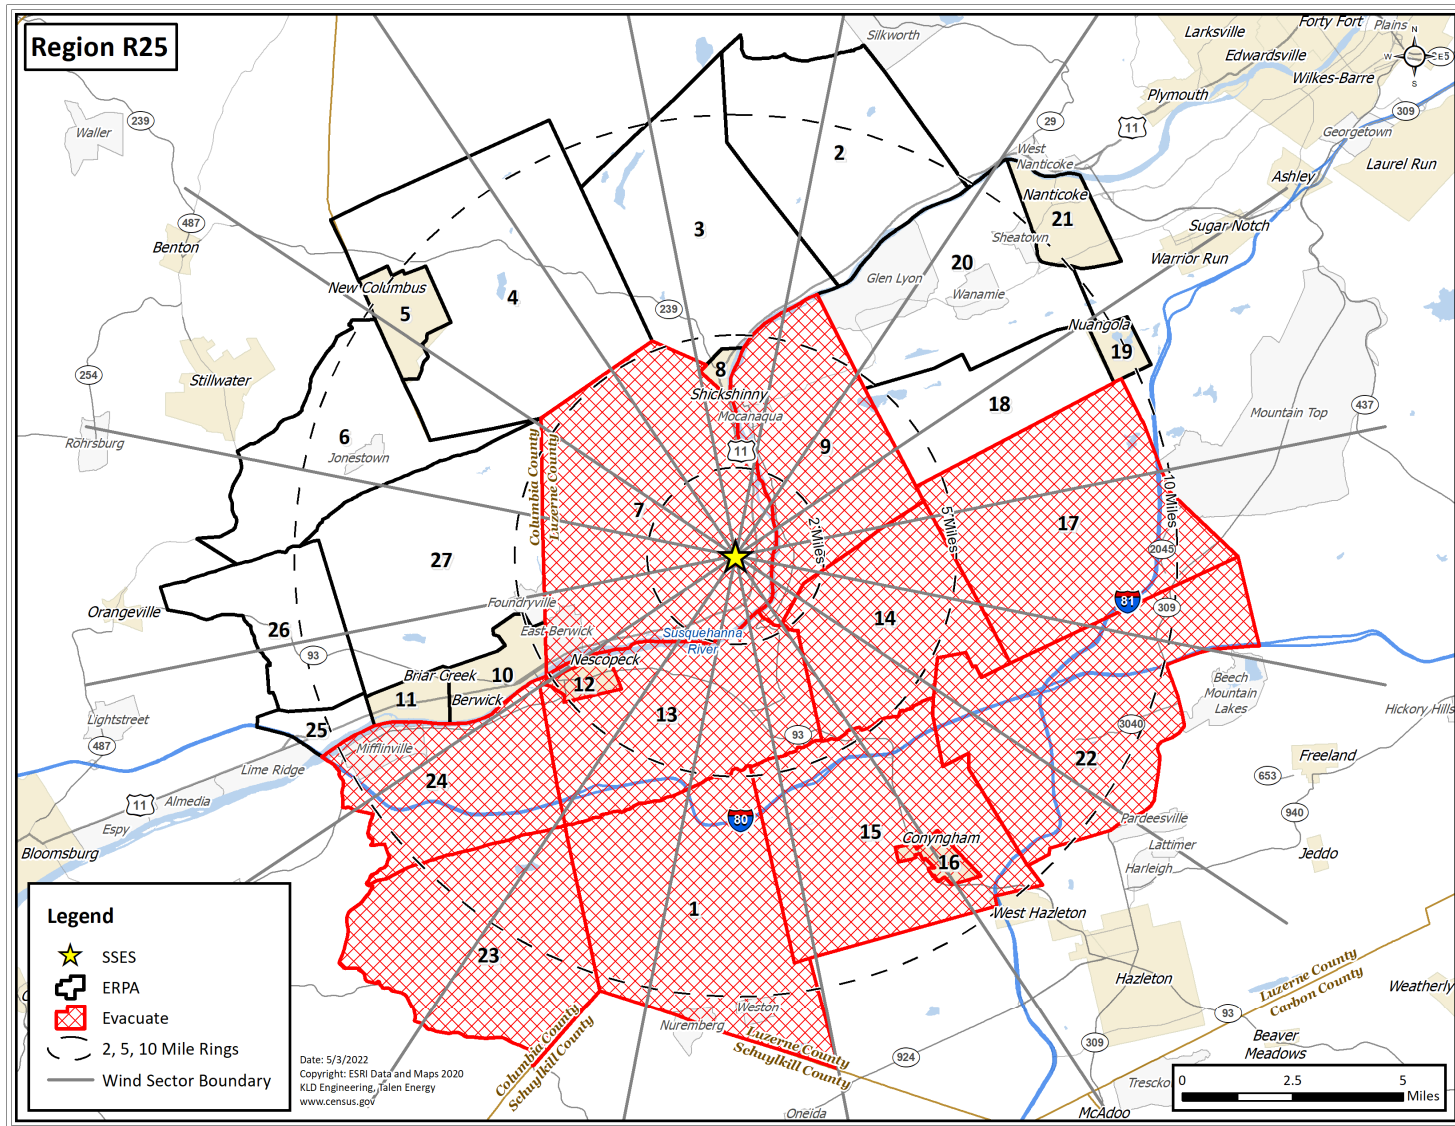 Region R25
Silkworth
Larksville
Forty Fort
Plains
Edwardsville
Wilkes-Barre
N
W
S
Plymouth
11
309
29
239
Waller
Georgetown
Laurel Run
West
Nanticoke
Ashley
2
Nanticoke
21
Sheatown
Sugar Notch
Warrior Run
487
Benton
3
20
Glen Lyon
Wanamie
New Columbus
5
4
239
Nuangola
19
254
Stillwater
8
Shickshinny
Mocanaqua
18
437
Mountain Top
Rohrsburg
6
Jonestown
Columbia County
Luzerne County
11
9
7
2 Miles
5 Miles
10 Miles
17
2045
27
Orangeville
26
93
Foundryville
East Berwick
Susquehanna
River
14
81
309
Nescopeck
12
Briar Creek
10
11
Berwick
13
Beech
Mountain
Lakes
Hickory Hills
Lightstreet
487
25
Mifflinville
93
3040
22
Freeland
653
Lime Ridge
24
11
Almedia
Espy
80
15
Conyngham
16
940
Pardeesville
Lattimer
Harleigh
Jeddo
Bloomsburg
1
West Hazleton
23
Hazleton
Luzerne County
Carbon County
Weatherly
Weston
Nuremberg
Luzerne County
Schuylkill County
Columbia County
Schuylkill County
93
Beaver
Meadows
309
924
Oneida
McAdoo
Legend
SSES
ERPA
Evacuate
2, 5, 10 Mile Rings
Wind Sector Boundary
Date: 5/3/2022
Copyright: ESRI Data and Maps 2020
KLD Engineering, Talen Energy
www.census.gov
0 2.5 5
Miles